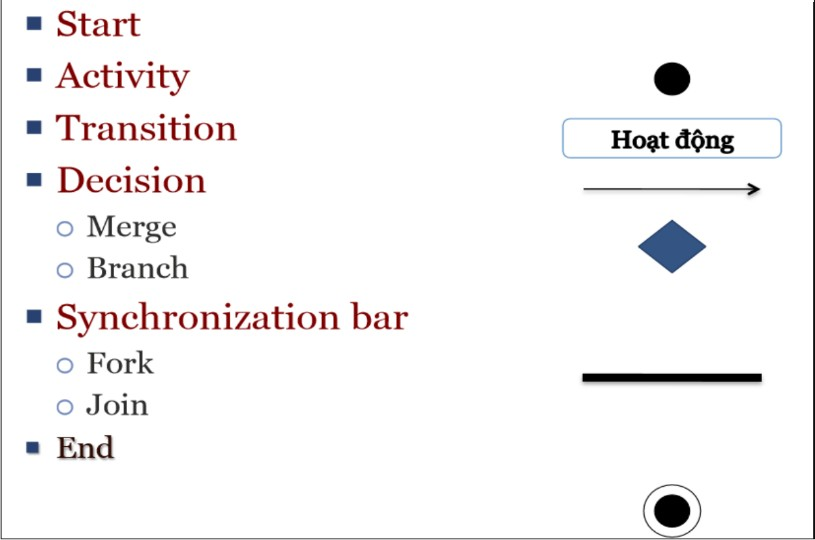 Start
Activity
Transition
Hoạt động
Decision
Merge
Branch
Synchronization bar
Fork
Join
End